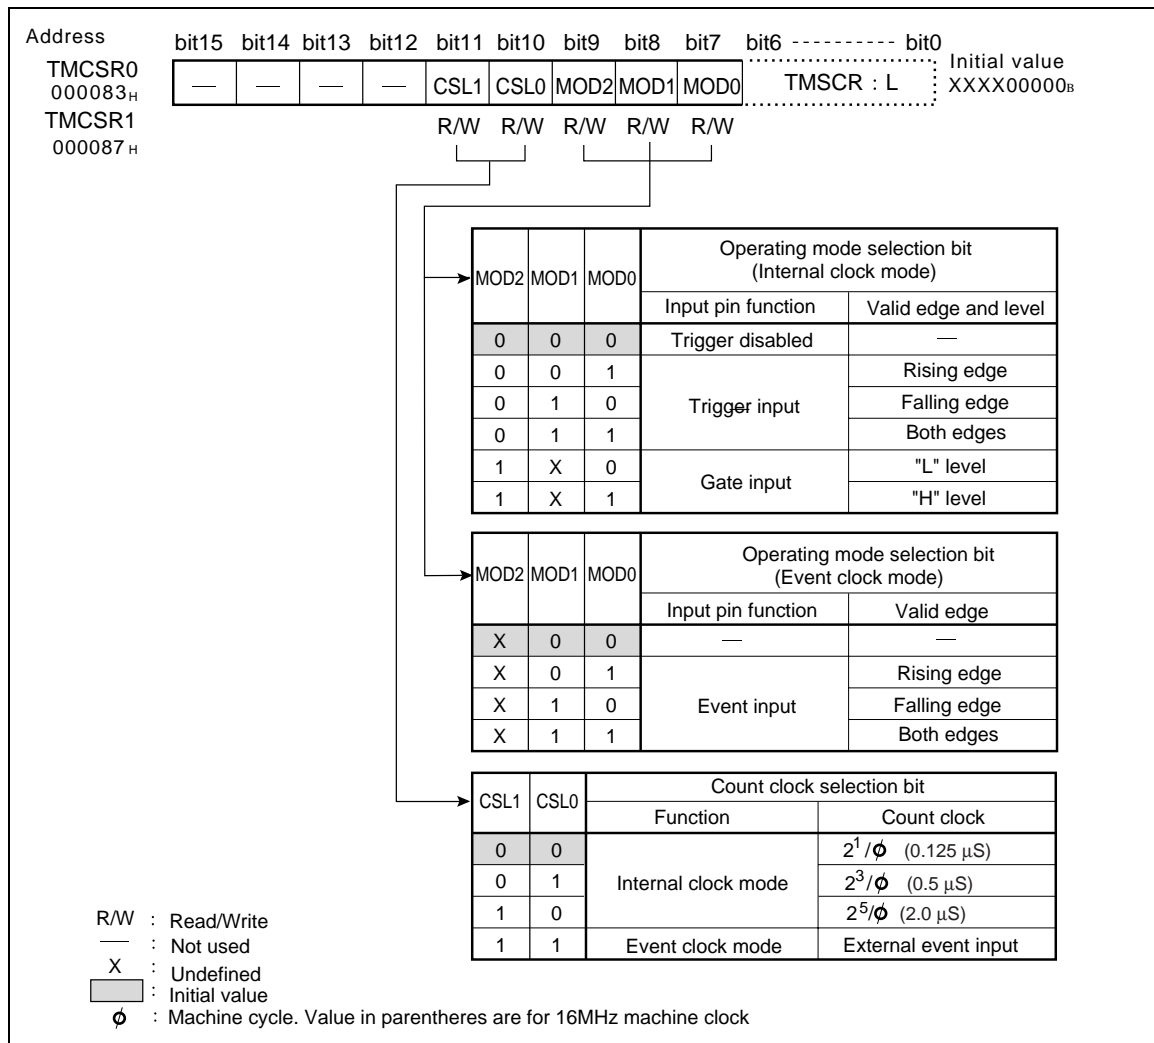 Address
bit15 bit14 bit13 bit12 bit11 bit10 bit9 bit8 bit7 bit6 ---------- bit0
Initial value
TMCSR0
000083H
— — — — CSL1 CSL0 MOD2 MOD1 MOD0 TMSCR : L XXXX00000B
TMCSR1
000087H
R/W R/W R/W R/W R/W
MOD2 MOD1 MOD0 Operating mode selection bit
(Internal clock mode)
Input pin function Valid edge and level
0 0 0 Trigger disabled —
0 0 1 Rising edge
0 1 0 Trigger input Falling edge
0 1 1 Both edges
1 X 0 Gate input "L" level
1 X 1 "H" level
MOD2 MOD1 MOD0 Operating mode selection bit
(Event clock mode)
Input pin function Valid edge
X 0 0 — —
X 0 1 Rising edge
X 1 0 Event input Falling edge
X 1 1 Both edges
CSL1 CSL0 Count clock selection bit
Function Count clock
0 0 2¹/ϕ (0.125 μS)
0 1 Internal clock mode 2³/ϕ (0.5 μS)
1 0 2⁵/ϕ (2.0 μS)
1 1 Event clock mode External event input
R/W : Read/Write
— : Not used
X : Undefined
: Initial value
ϕ : Machine cycle. Value in parentheres are for 16MHz machine clock